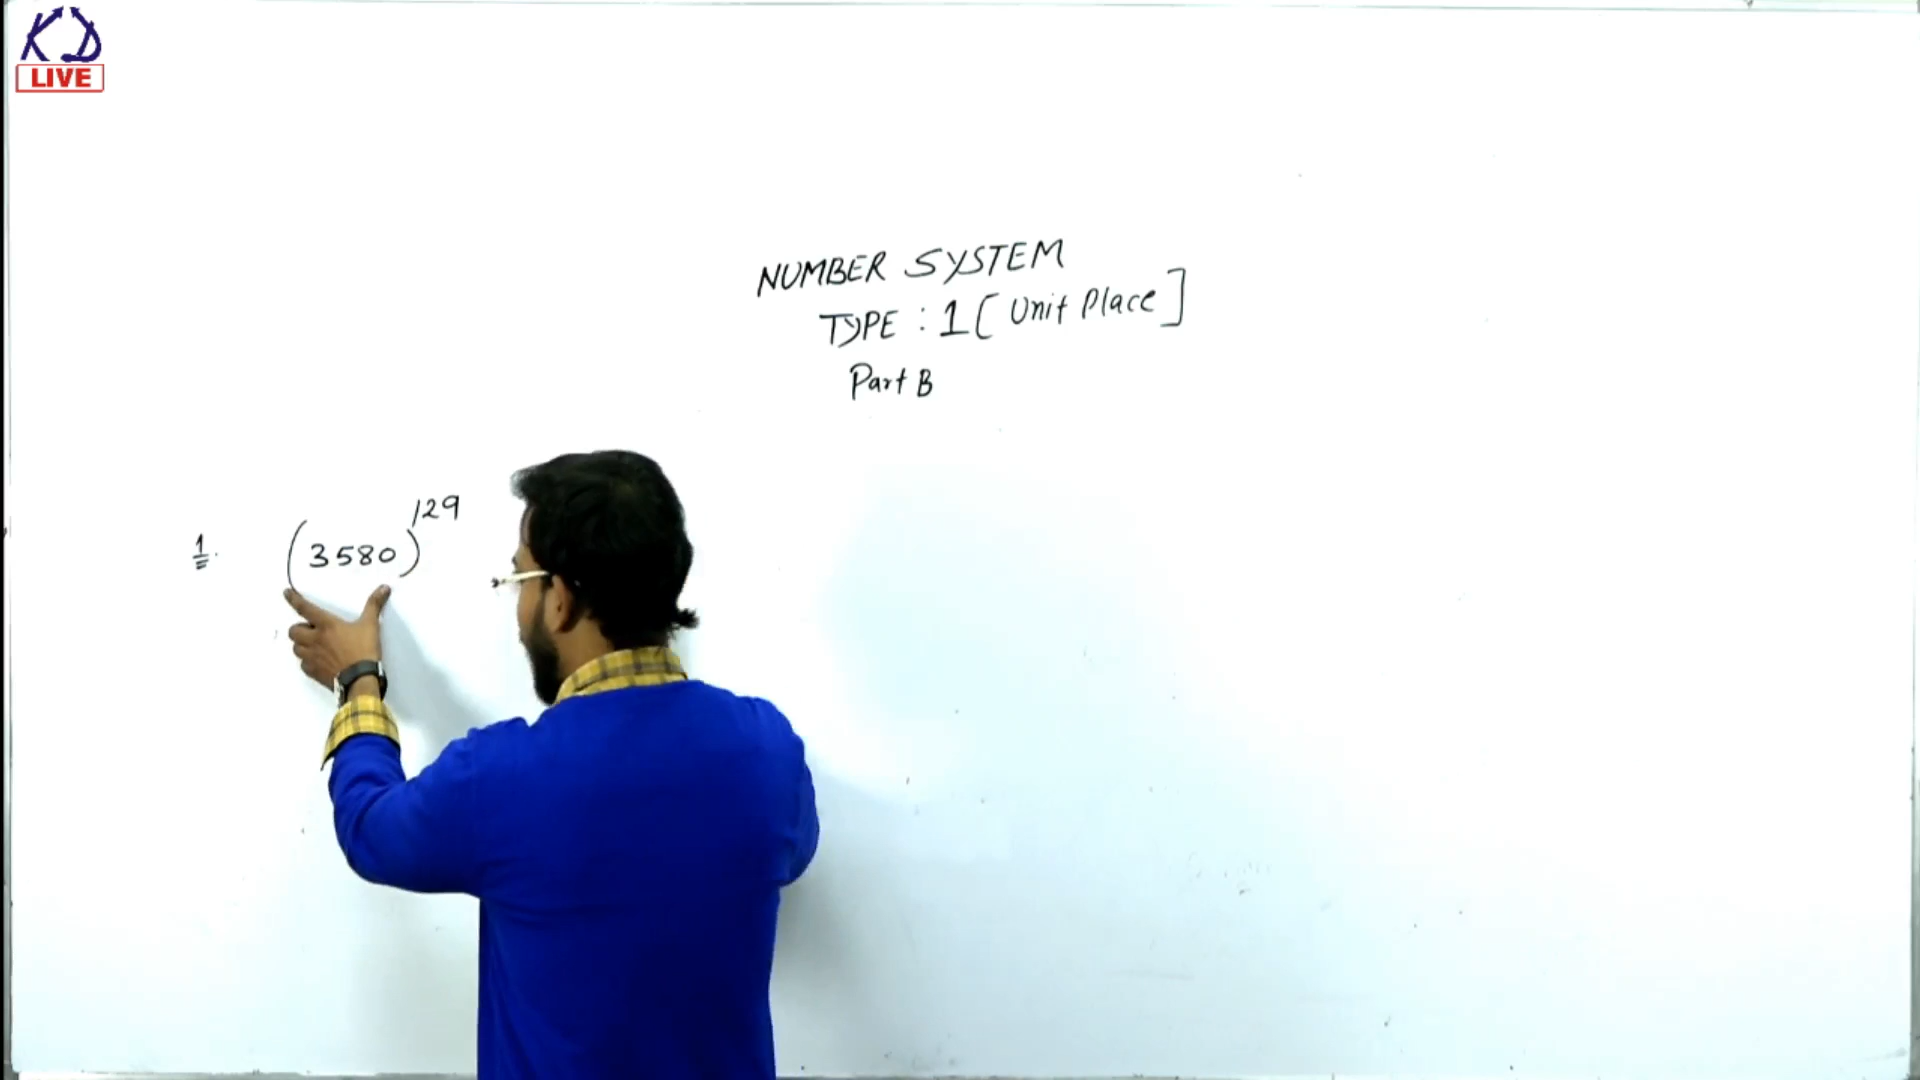 KD
LIVE
NUMBER SYSTEM
TYPE : 1 [ Unit Place ]
Part B
1. (3580)^129